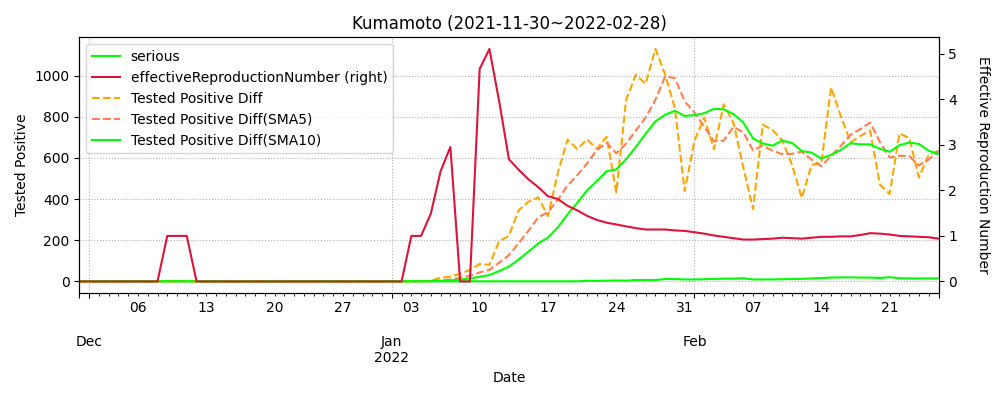 Kumamoto (2021-11-30~2022-02-28)
serious
effectiveReproductionNumber (right)
Tested Positive Diff
Tested Positive Diff(SMA5)
Tested Positive Diff(SMA10)
Tested Positive
1000
800
600
400
200
0
5
4
3
2
1
0
Effective Reproduction Number
06 13 20 27 03 10 17 24 31 07 14 21
Dec Jan Feb
2022
Date